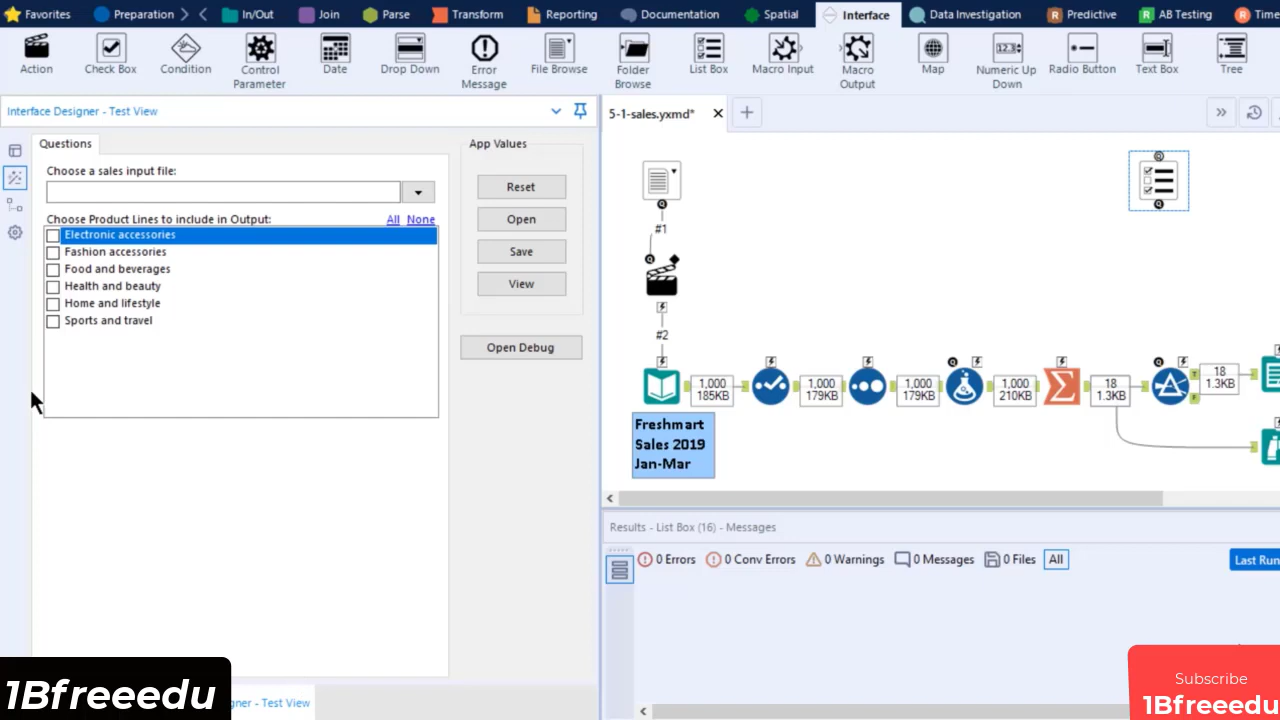 Favorites Preparation In/Out Join Parse Transform Reporting Documentation Spatial Interface Data Investigation R Predictive R AB Testing R Time
Action Check Box Condition Control Parameter Date Drop Down Error Message File Browse Folder Browse List Box Macro Input Macro Output Map 12.3 Numeric Up Down Radio Button Text Box Tree
Interface Designer - Test View
5-1-sales.yxmd*
Questions
App Values
Choose a sales input file:
Reset
Choose Product Lines to include in Output: All None
Open
Electronic accessories
Fashion accessories
Save
Food and beverages
Health and beauty
View
Home and lifestyle
Sports and travel
Open Debug
#1
#2
1,000
185KB
1,000
179KB
1,000
179KB
1,000
210KB
18
1.3KB
T
F
18
1.3KB
Freshmart
Sales 2019
Jan-Mar
Results - List Box (16) - Messages
0 Errors 0 Conv Errors 0 Warnings 0 Messages 0 Files All
Last Run
gner - Test View
1Bfreeedu
Subscribe
1Bfreeedu